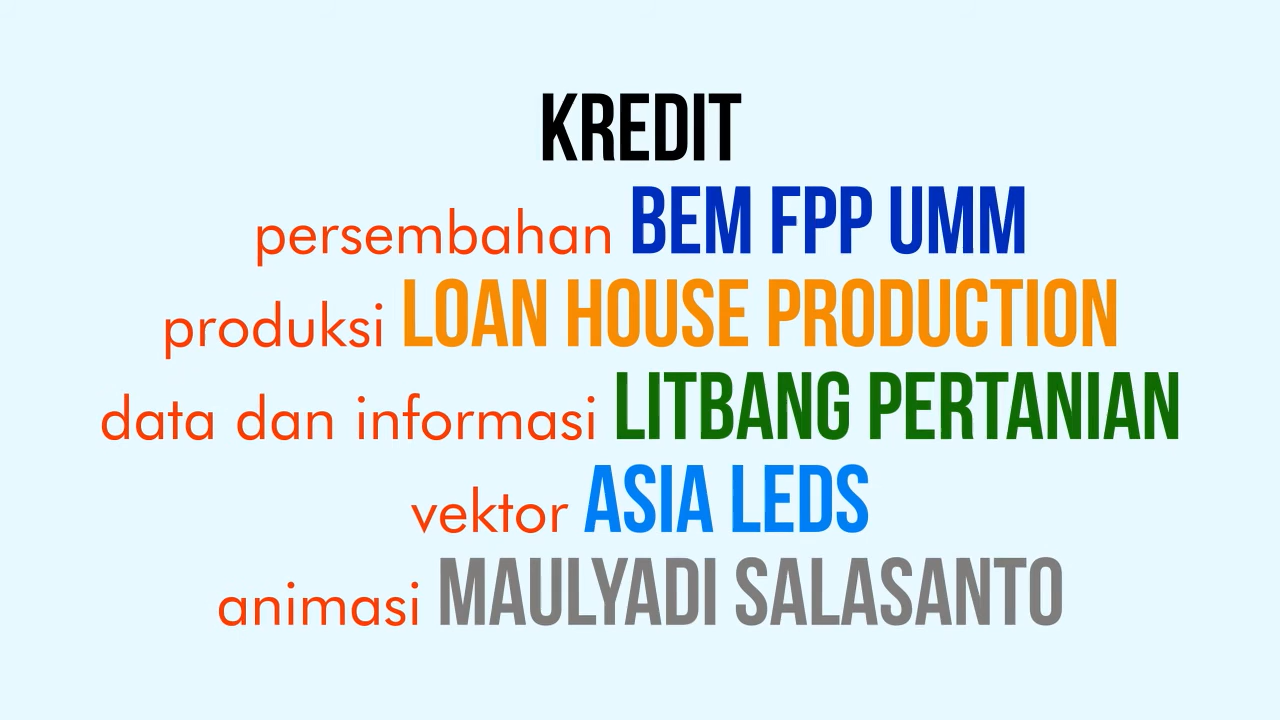 KREDIT
persembahan BEM FPP UMM
produksi LOAN HOUSE PRODUCTION
data dan informasi LITBANG PERTANIAN
vektor ASIA LEDS
animasi MAULYADI SALASANTO